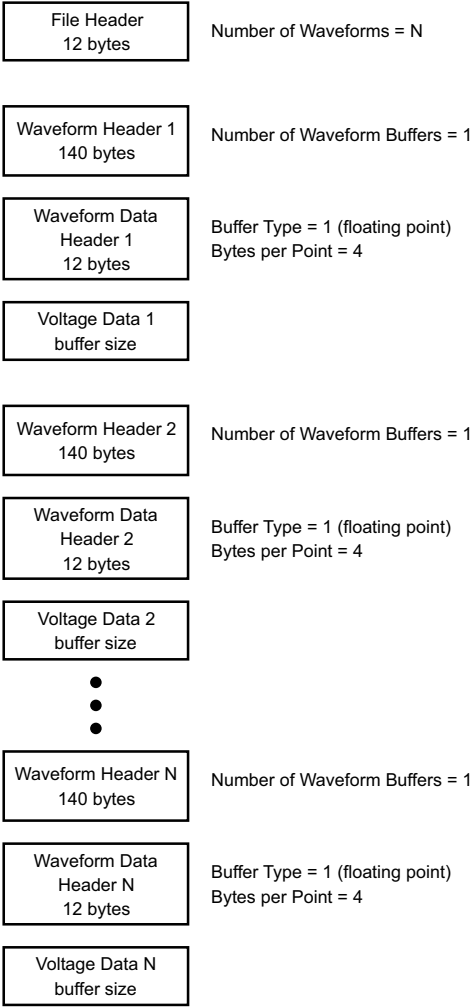 File Header
12 bytes
Number of Waveforms = N
Waveform Header 1
140 bytes
Number of Waveform Buffers = 1
Waveform Data
Header 1
12 bytes
Buffer Type = 1 (floating point)
Bytes per Point = 4
Voltage Data 1
buffer size
Waveform Header 2
140 bytes
Number of Waveform Buffers = 1
Waveform Data
Header 2
12 bytes
Buffer Type = 1 (floating point)
Bytes per Point = 4
Voltage Data 2
buffer size
Waveform Header N
140 bytes
Number of Waveform Buffers = 1
Waveform Data
Header N
12 bytes
Buffer Type = 1 (floating point)
Bytes per Point = 4
Voltage Data N
buffer size